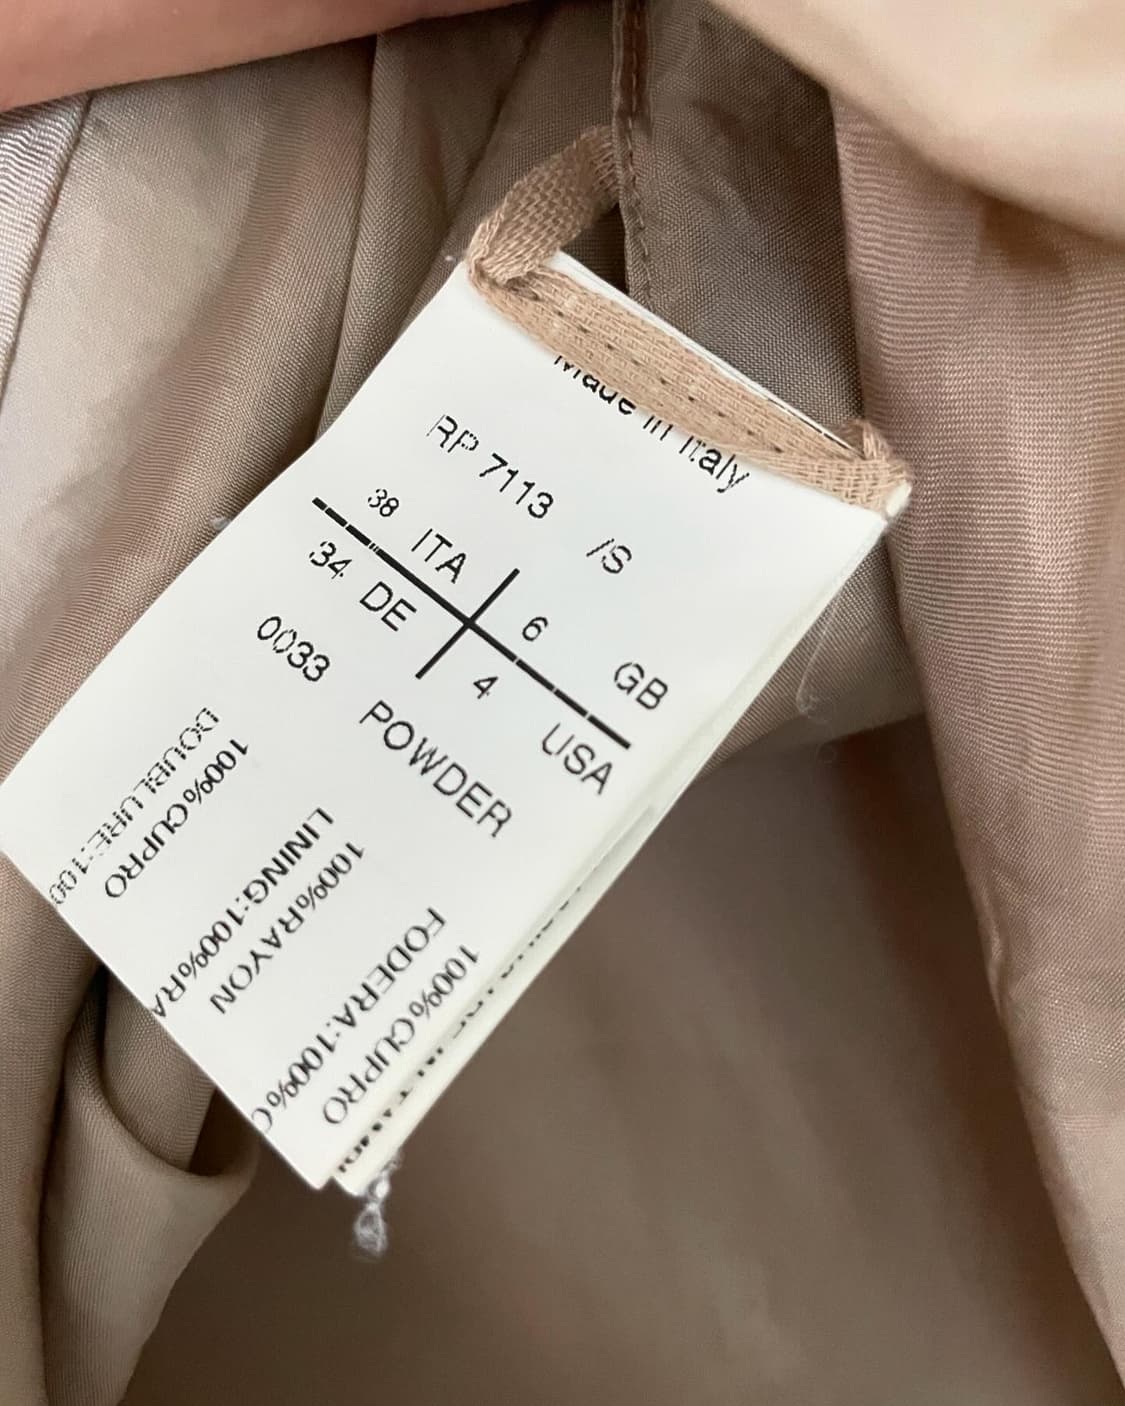 Made in Italy
RP 7113 /S
38 ITA 6 GB
34 DE 4 USA
0033 POWDER
100%CUPRO
FODERA:100%C
100%RAYON
LINING:100%RA
100%CUPRO
DOUBLURE:100